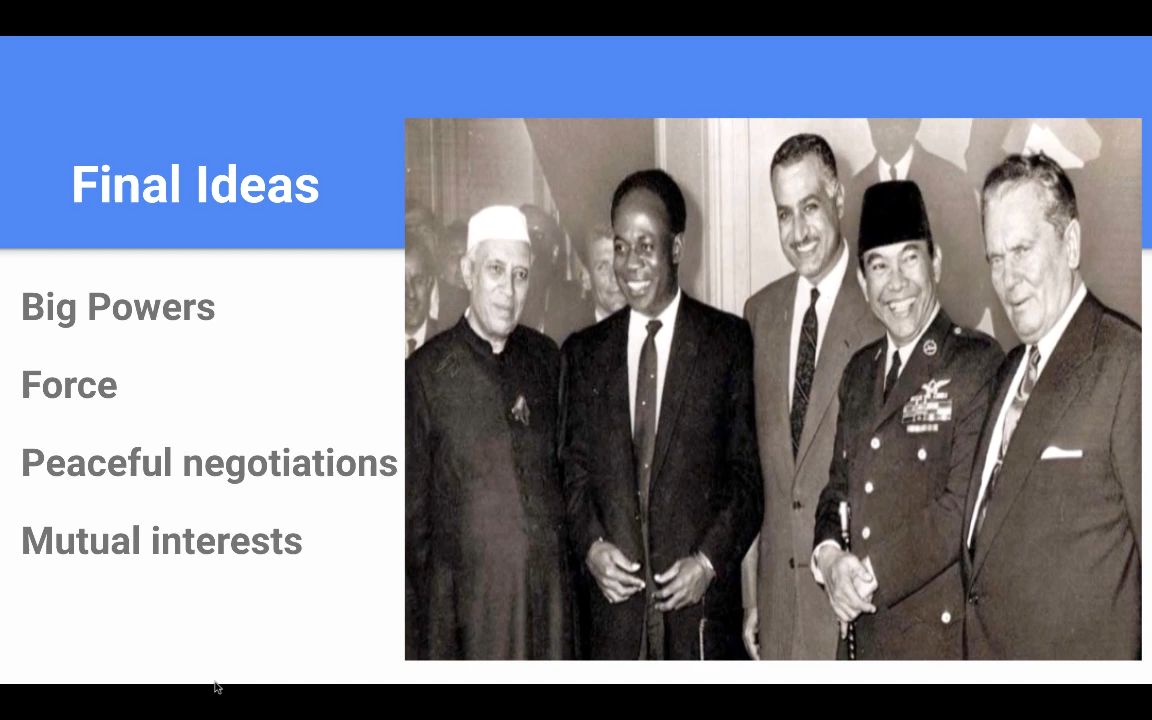 Final Ideas
Big Powers
Force
Peaceful negotiations
Mutual interests